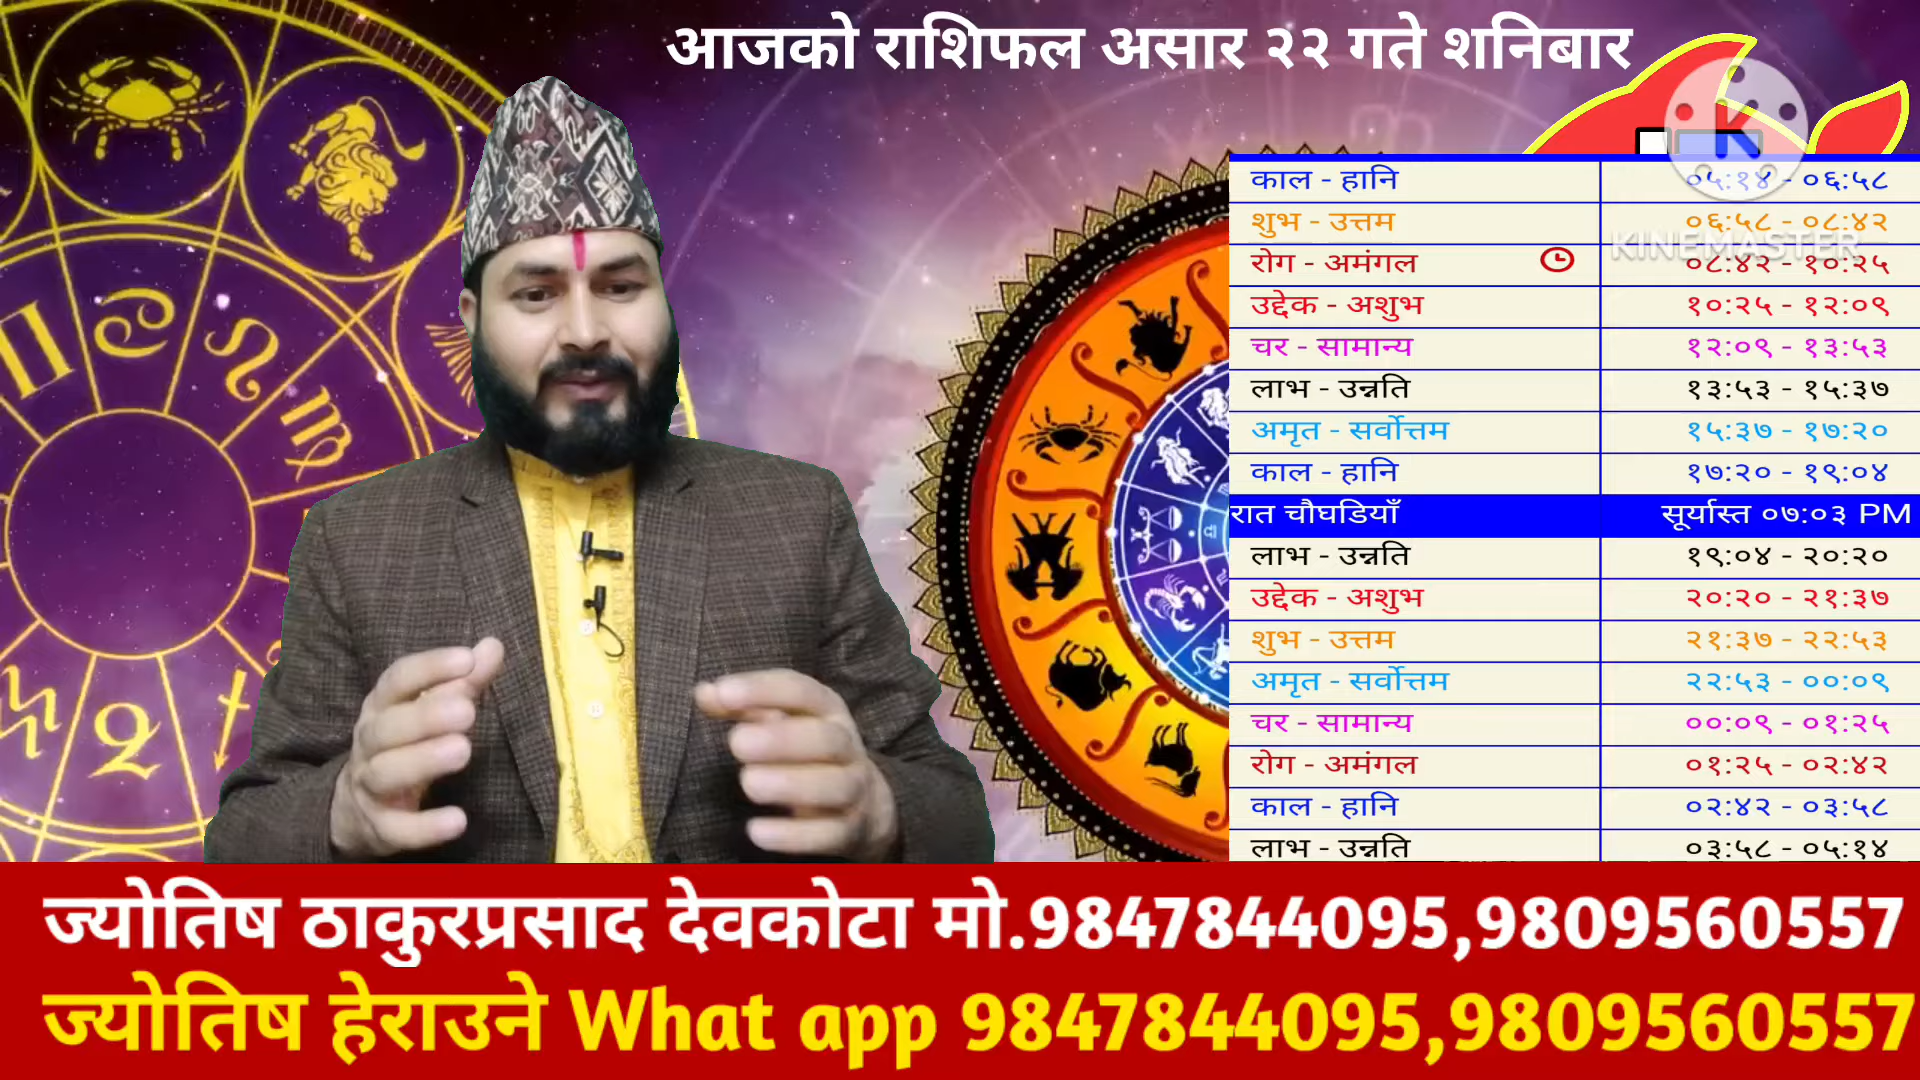 आजको राशिफल असार २२ गते शनिबार
K
KINEMASTER
काल - हानि ०५:१४ - ०६:५८
शुभ - उत्तम ०६:५८ - ०८:४२
रोग - अमंगल ०८:४२ - १०:२५
उद्देक - अशुभ १०:२५ - १२:०९
चर - सामान्य १२:०९ - १३:५३
लाभ - उन्नति १३:५३ - १५:३७
अमृत - सर्वोत्तम १५:३७ - १७:२०
काल - हानि १७:२० - १९:०४
रात चौघडियाँ सूर्यास्त ०७:०३ PM
लाभ - उन्नति १९:०४ - २०:२०
उद्देक - अशुभ २०:२० - २१:३७
शुभ - उत्तम २१:३७ - २२:५३
अमृत - सर्वोत्तम २२:५३ - ००:०९
चर - सामान्य ००:०९ - ०१:२५
रोग - अमंगल ०१:२५ - ०२:४२
काल - हानि ०२:४२ - ०३:५८
लाभ - उन्नति ०३:५८ - ०५:१४
ज्योतिष ठाकुरप्रसाद देवकोटा मो.9847844095,9809560557
ज्योतिष हेराउने What app 9847844095,9809560557